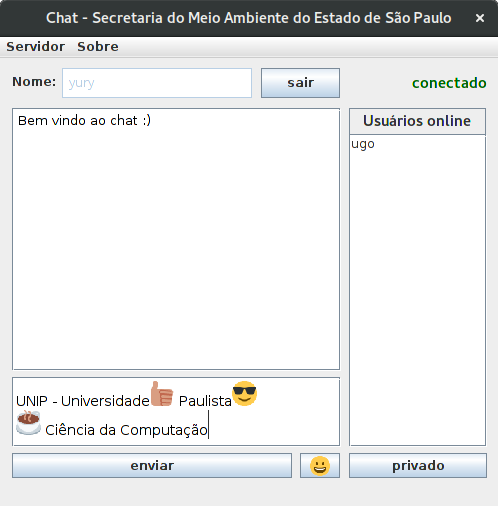 Chat - Secretaria do Meio Ambiente do Estado de São Paulo ×
Servidor Sobre
Nome: yury sair conectado
Bem vindo ao chat :)
Usuários online
ugo
UNIP - Universidade👍 Paulista😎
☕ Ciência da Computação
enviar 😀 privado